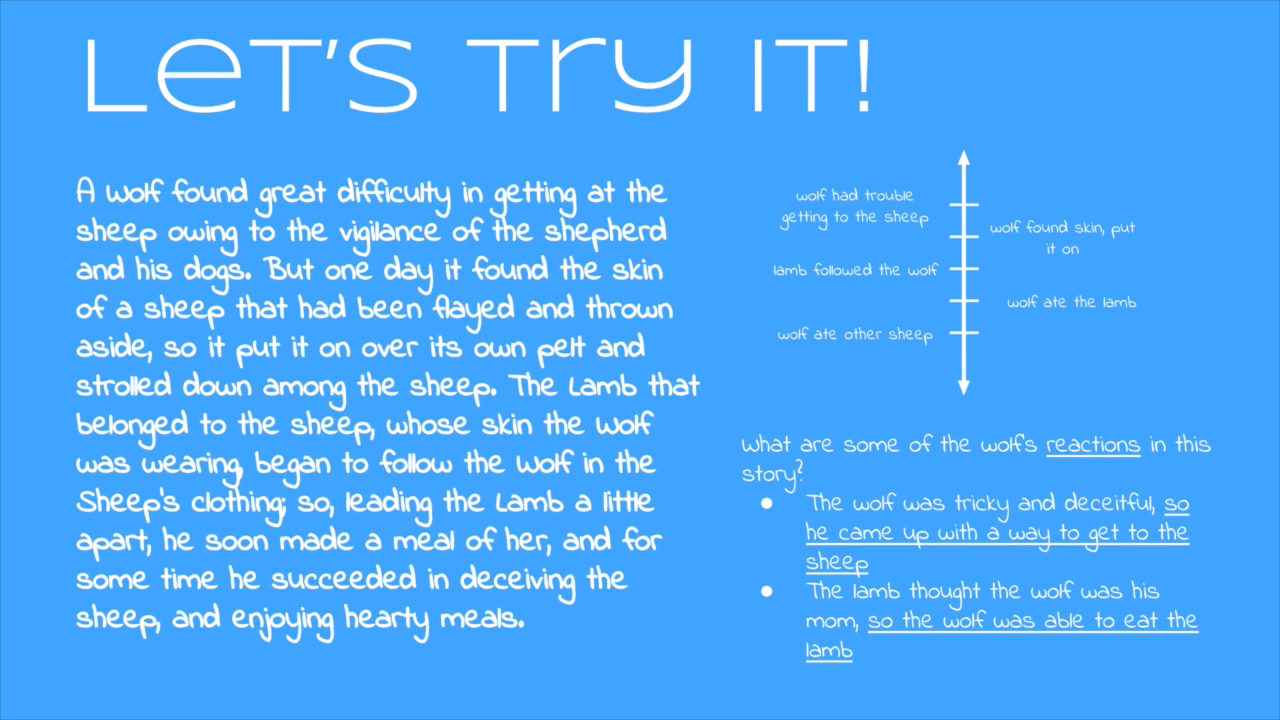 Let's Try It!
A Wolf found great difficulty in getting at the
sheep owing to the vigilance of the shepherd
and his dogs. But one day it found the skin
of a sheep that had been flayed and thrown
aside, so it put it on over its own pelt and
strolled down among the sheep. The Lamb that
belonged to the sheep, whose skin the Wolf
was wearing, began to follow the Wolf in the
Sheep's clothing; so, leading the Lamb a little
apart, he soon made a meal of her, and for
some time he succeeded in deceiving the
sheep, and enjoying hearty meals.
wolf had trouble
getting to the sheep
wolf found skin, put
it on
lamb followed the wolf
wolf ate the lamb
wolf ate other sheep
What are some of the wolf's reactions in this
story?
● The wolf was tricky and deceitful, so
he came up with a way to get to the
sheep
● The lamb thought the wolf was his
mom, so the wolf was able to eat the
lamb